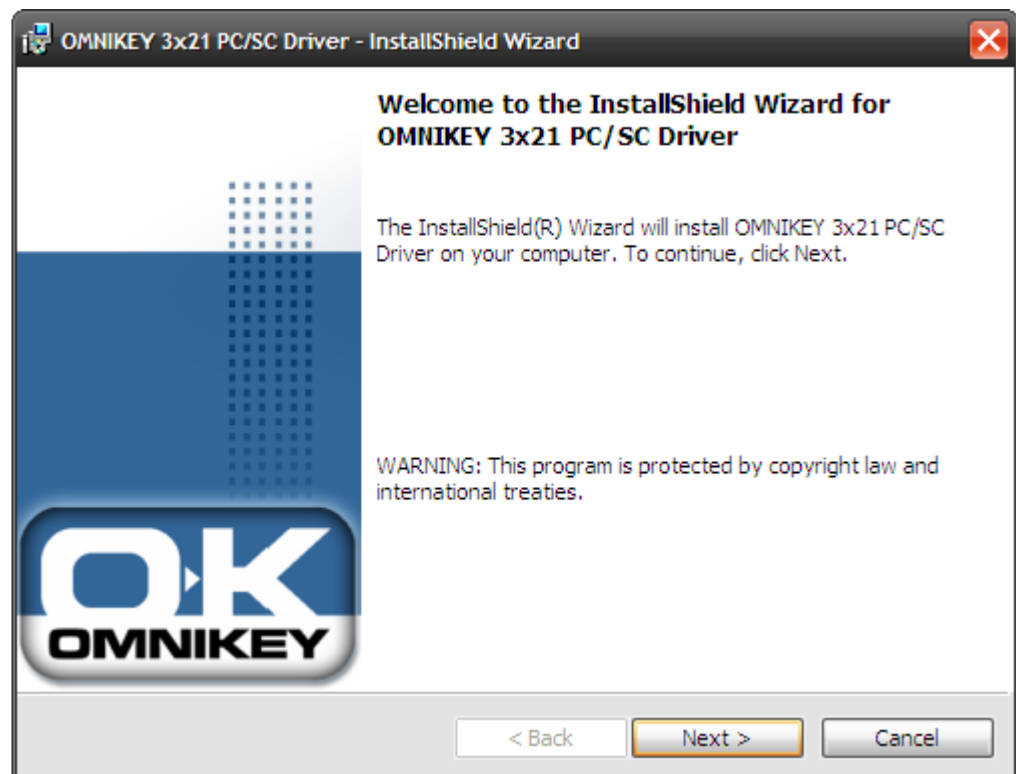 OMNIKEY 3x21 PC/SC Driver - InstallShield Wizard
Welcome to the InstallShield Wizard for
OMNIKEY 3x21 PC/SC Driver
The InstallShield(R) Wizard will install OMNIKEY 3x21 PC/SC
Driver on your computer. To continue, click Next.
WARNING: This program is protected by copyright law and
international treaties.
OK
OMNIKEY
< Back
Next >
Cancel